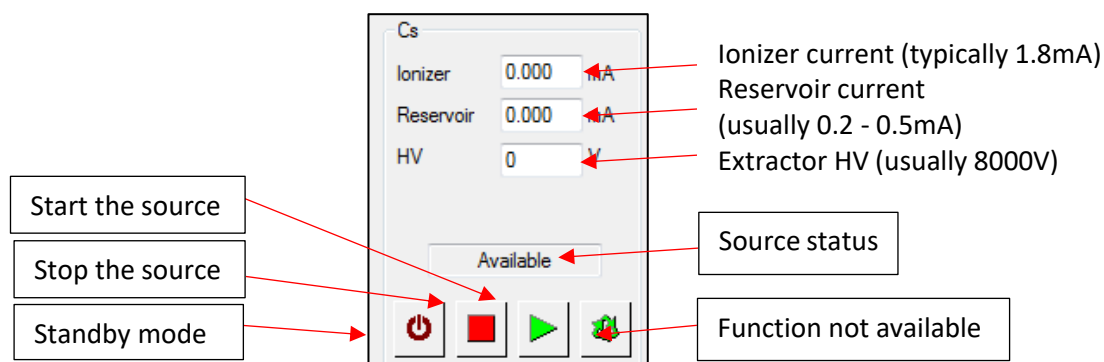 Cs
Ionizer 0.000 mA
Reservoir 0.000 mA
HV 0 V
Available
Ionizer current (typically 1.8mA)
Reservoir current
(usually 0.2 - 0.5mA)
Extractor HV (usually 8000V)
Start the source
Stop the source
Standby mode
Source status
Function not available